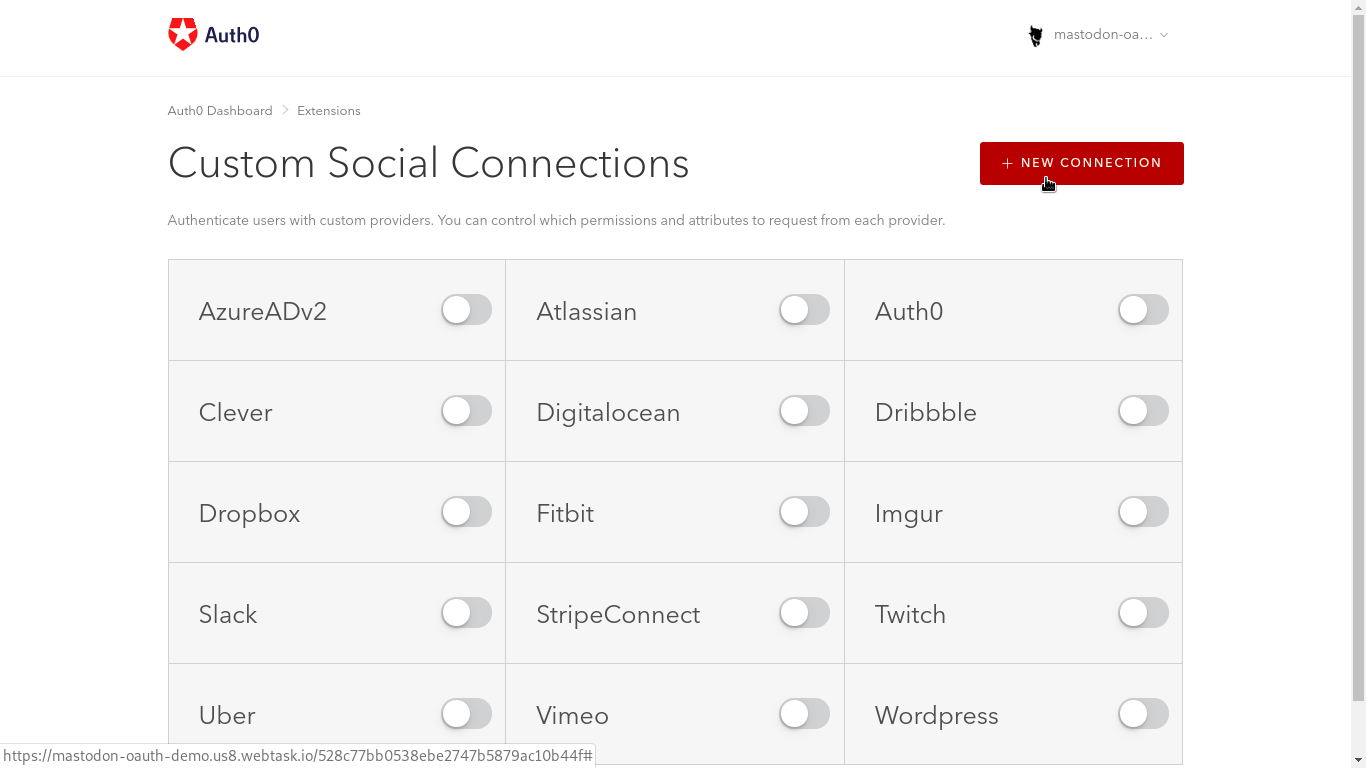 Auth0
mastodon-oa...
Auth0 Dashboard
Extensions
Custom Social Connections
+ NEW CONNECTION
Authenticate users with custom providers. You can control which permissions and attributes to request from each provider.
AzureADv2
Atlassian
Auth0
Clever
Digitalocean
Dribbble
Dropbox
Fitbit
Imgur
Slack
StripeConnect
Twitch
Uber
Vimeo
Wordpress
https://mastodon-oauth-demo.us8.webtask.io/528c77bb0538ebe2747b5879ac10b44f#